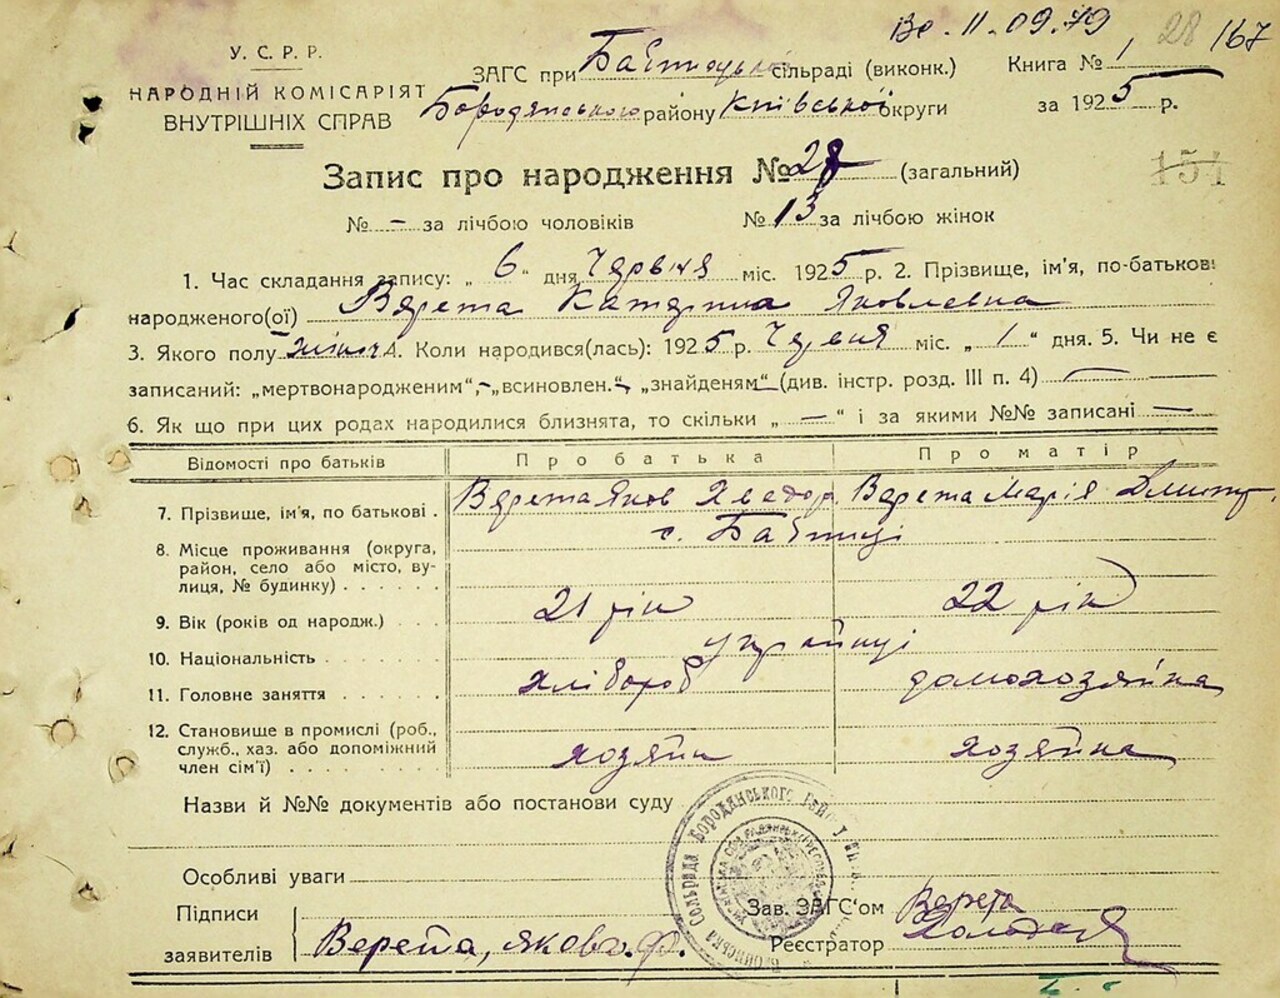 11.09.79 28 167
У. С. Р. Р.
НАРОДНІЙ КОМІСАРІЯТ
ВНУТРІШНІХ СПРАВ
ЗАГС при сільраді (виконк.) Книга № 1
Бородянського району Київської округи за 1925 р.
Запис про народження № 28 (загальний)
151
№ – за лічбою чоловіків № 13 за лічбою жінок
1. Час складання запису: „ 6 “ дня Червня міс. 1925 р. 2. Прізвище, ім'я, по-батькові
народженого(ої) Верета Катерина Яковлевна
3. Якого полу жіноч 4. Коли народився(лась): 1925 р. Червня міс. „ 1 “ дня. 5. Чи не є
записаний: „мертвонародженим“, – „всиновлен.“ – „знайденям“ (див. інстр. розд. III п. 4) —
6. Як що при цих родах народилися близнята, то скільки „ — “ і за якими №№ записані —
Відомості про батьків Про батька Про матір
7. Прізвище, ім'я, по батькові . Верета Яков Хведор. Верета Марія Дмитр.
8. Місце проживання (округа, район, село або місто, вулиця, № будинку) . . . . . . с.
9. Вік (років од народж.) . . . 21 рік 22 рік
10. Національність . . . . . . . українці
11. Головне заняття . . . . . . хлібороб домохозяйка
12. Становище в промислі (роб., служб., хаз. або допоміжний член сім'ї) . . . . . . . . . хозяин хозяйка
Назви й №№ документів або постанови суду
Особливі уваги
Підписи
заявителів Верета, Яков. Ф.
Зав. ЗАГС'ом Верета
Реєстратор
Сільрада Бородянського Район